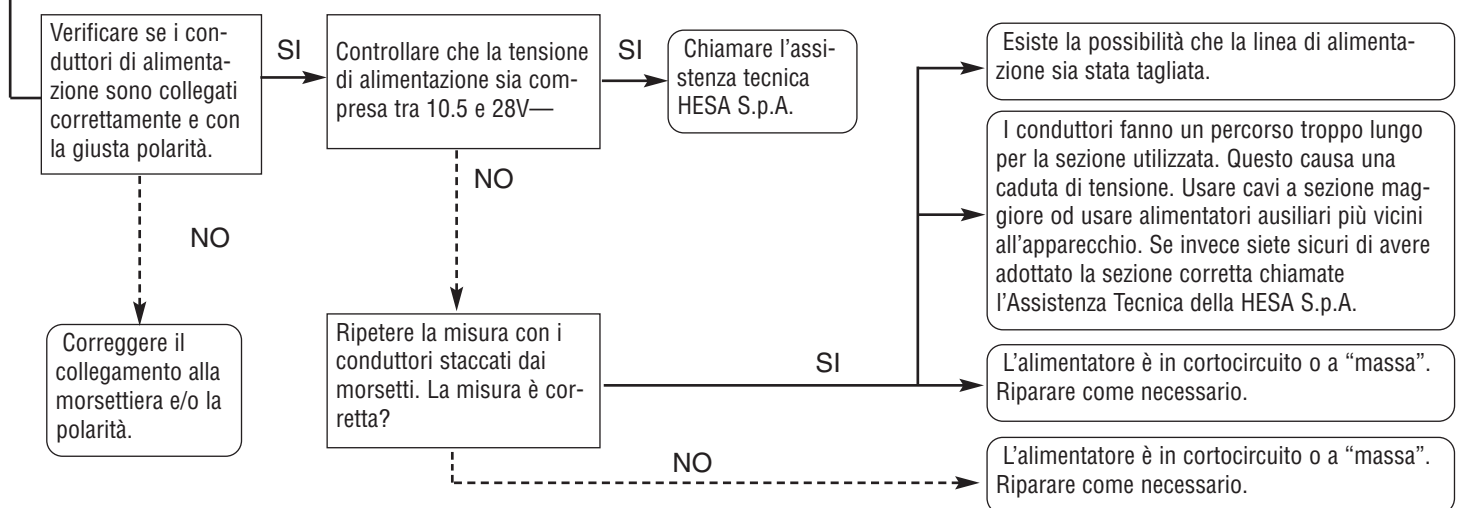 Verificare se i con-
duttori di alimenta-
zione sono collegati
correttamente e con
la giusta polarità.
SI
Controllare che la tensione
di alimentazione sia com-
presa tra 10.5 e 28V—
SI
Chiamare l'assi-
stenza tecnica
HESA S.p.A.
Esiste la possibilità che la linea di alimenta-
zione sia stata tagliata.
I conduttori fanno un percorso troppo lungo
per la sezione utilizzata. Questo causa una
caduta di tensione. Usare cavi a sezione mag-
giore od usare alimentatori ausiliari più vicini
all'apparecchio. Se invece siete sicuri di avere
adottato la sezione corretta chiamate
l'Assistenza Tecnica della HESA S.p.A.
NO
NO
Correggere il
collegamento alla
morsettiera e/o la
polarità.
Ripetere la misura con i
conduttori staccati dai
morsetti. La misura è cor-
retta?
SI
L'alimentatore è in cortocircuito o a “massa”.
Riparare come necessario.
NO
L'alimentatore è in cortocircuito o a “massa”.
Riparare come necessario.